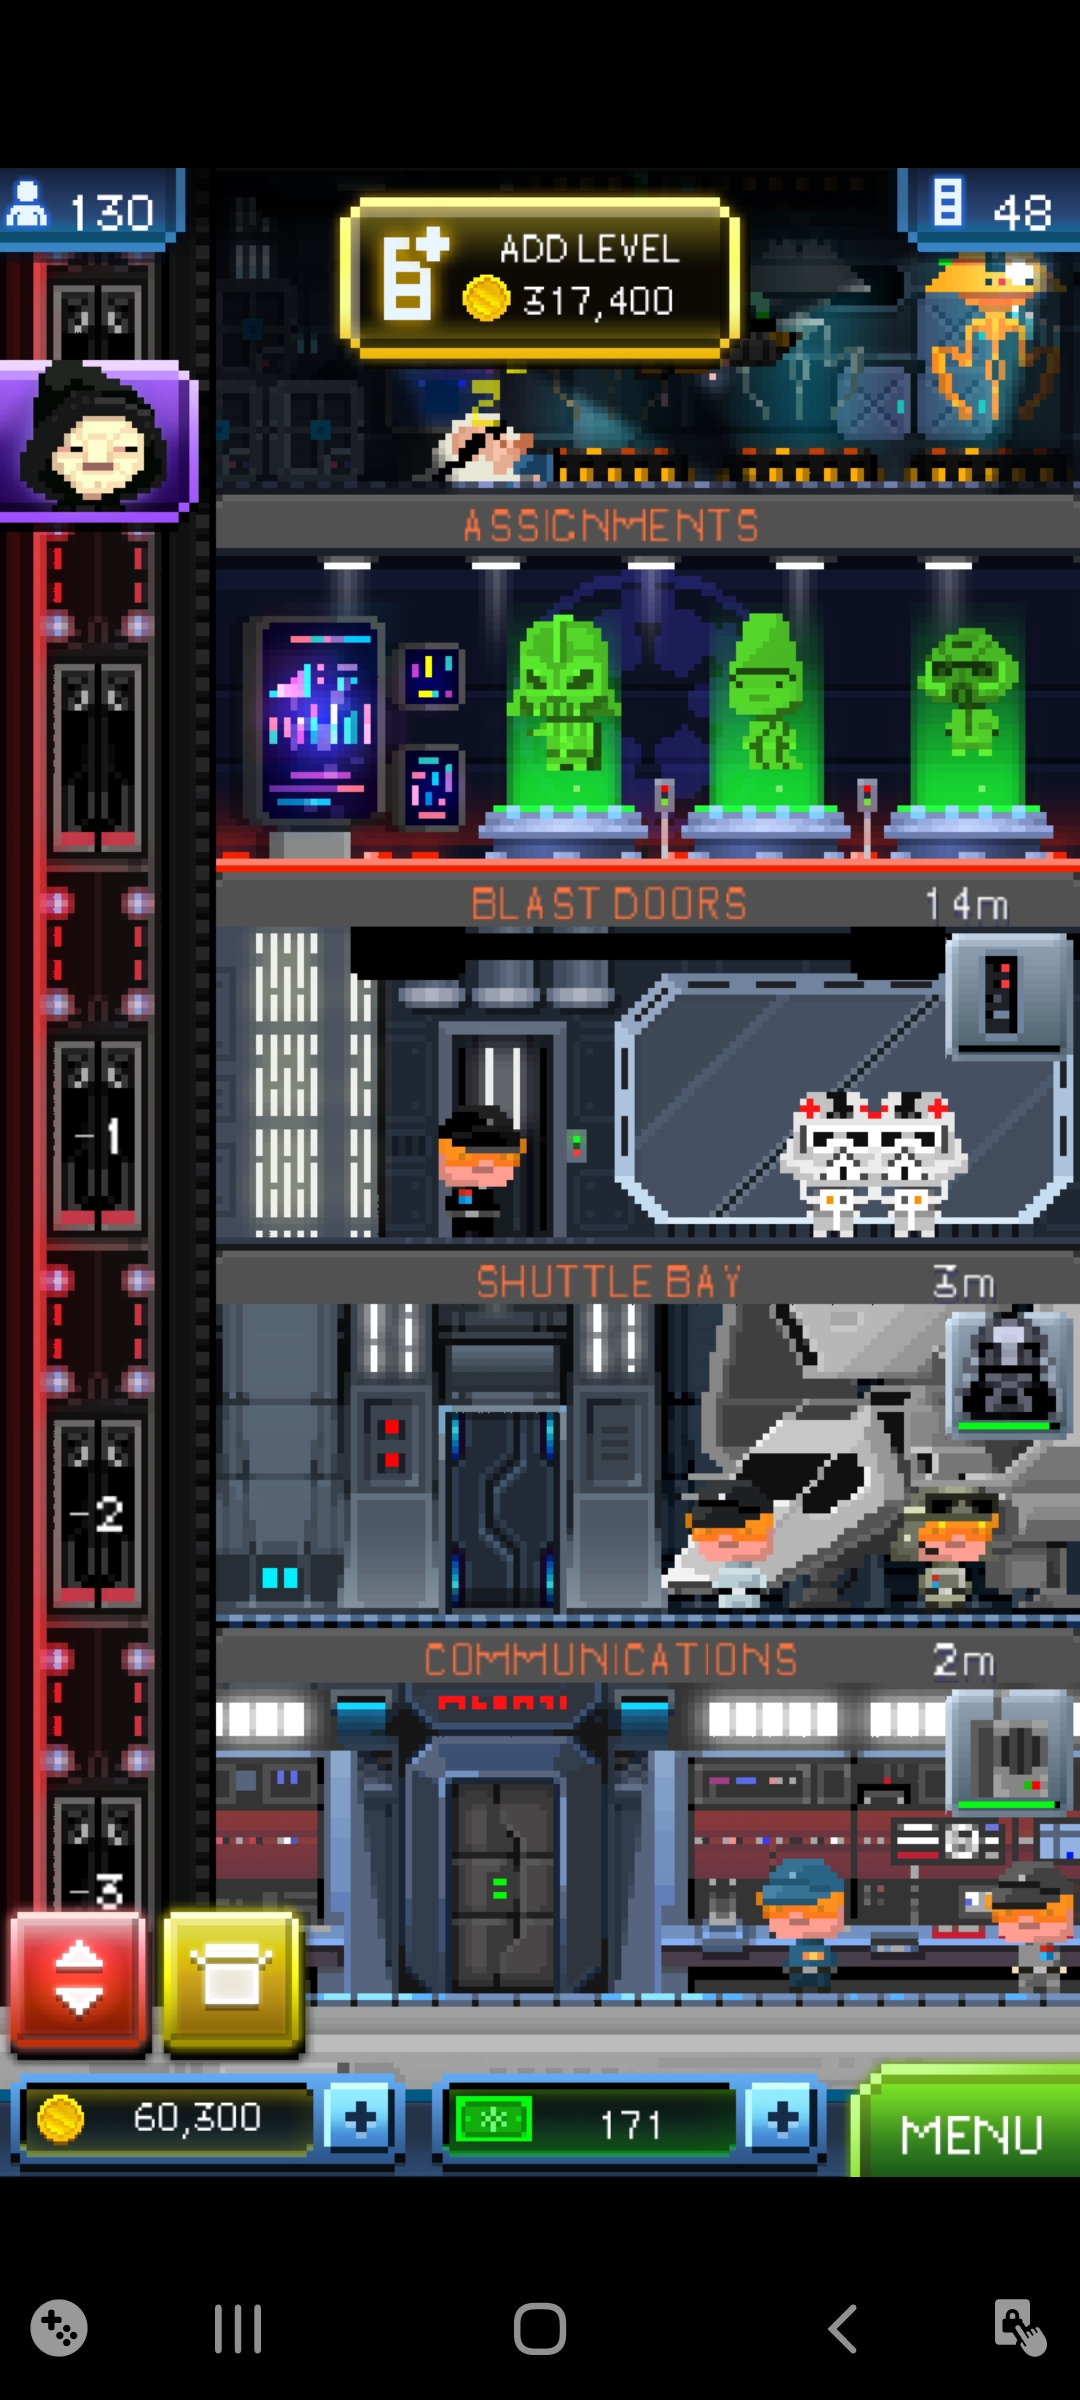 130
48
ADD LEVEL
317,400
ASSIGNMENTS
BLAST DOORS 14m
-1
SHUTTLE BAY 3m
-2
COMMUNICATIONS 2m
-3
60,300
171
MENU